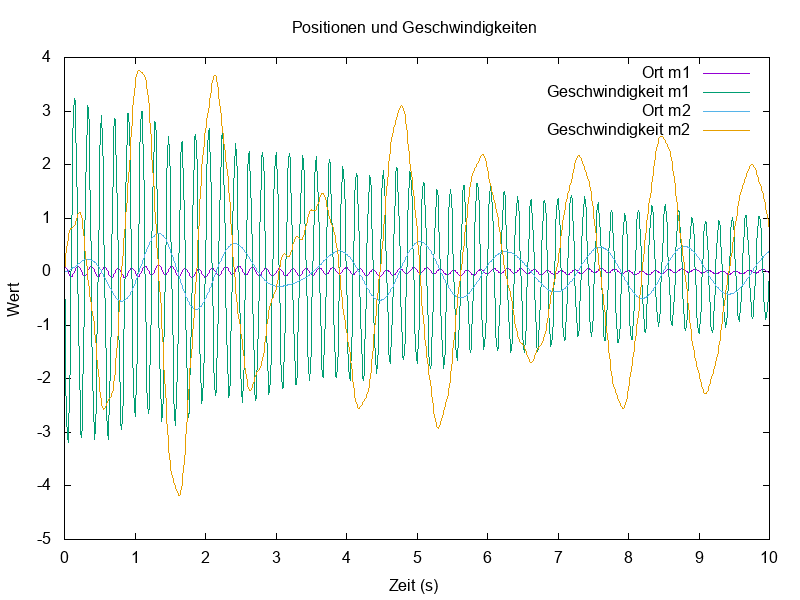 Positionen und Geschwindigkeiten
4
3
2
1
0
-1
-2
-3
-4
-5
Wert
Ort m1
Geschwindigkeit m1
Ort m2
Geschwindigkeit m2
0 1 2 3 4 5 6 7 8 9 10
Zeit (s)